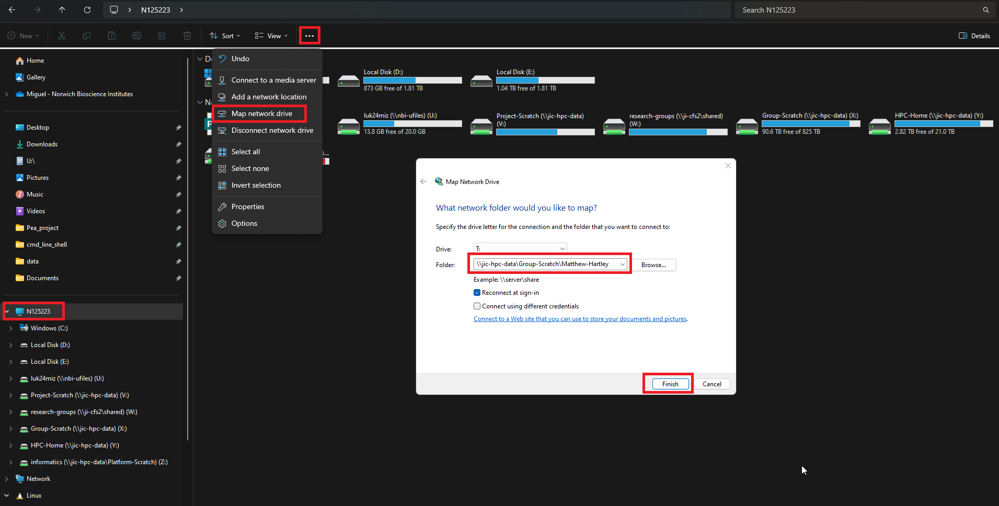 N125223
Search N125223
New
Sort
View
Details
Home
Gallery
Miguel - Norwich Bioscience Institutes
Desktop
Downloads
U:\
Pictures
Music
Videos
Pea_project
cmd_line_shell
data
Documents
N125223
Windows (C:)
Local Disk (D:)
Local Disk (E:)
luk24miz (\\nbi-ufiles) (U:)
Project-Scratch (\\jic-hpc-data) (V:)
research-groups (\\ji-cfs2\shared) (W:)
Group-Scratch (\\jic-hpc-data) (X:)
HPC-Home (\\jic-hpc-data) (Y:)
informatics (\\jic-hpc-data\Platform-Scratch) (Z:)
Network
Linux
Undo
Connect to a media server
Add a network location
Map network drive
Disconnect network drive
Select all
Select none
Invert selection
Properties
Options
Local Disk (D:)
873 GB free of 1.81 TB
Local Disk (E:)
1.04 TB free of 1.81 TB
luk24miz (\\nbi-ufiles) (U:)
13.8 GB free of 20.0 GB
Project-Scratch (\\jic-hpc-data)
(V:)
research-groups (\\ji-cfs2\shared)
(W:)
Group-Scratch (\\jic-hpc-data) (X:)
90.6 TB free of 825 TB
HPC-Home (\\jic-hpc-data) (Y:)
2.82 TB free of 21.0 TB
Map Network Drive
What network folder would you like to map?
Specify the drive letter for the connection and the folder that you want to connect to:
Drive: T:
Folder: \\jic-hpc-data\Group-Scratch\Matthew-Hartley Browse...
Example: \\server\share
Reconnect at sign-in
Connect using different credentials
Connect to a Web site that you can use to store your documents and pictures.
Finish Cancel